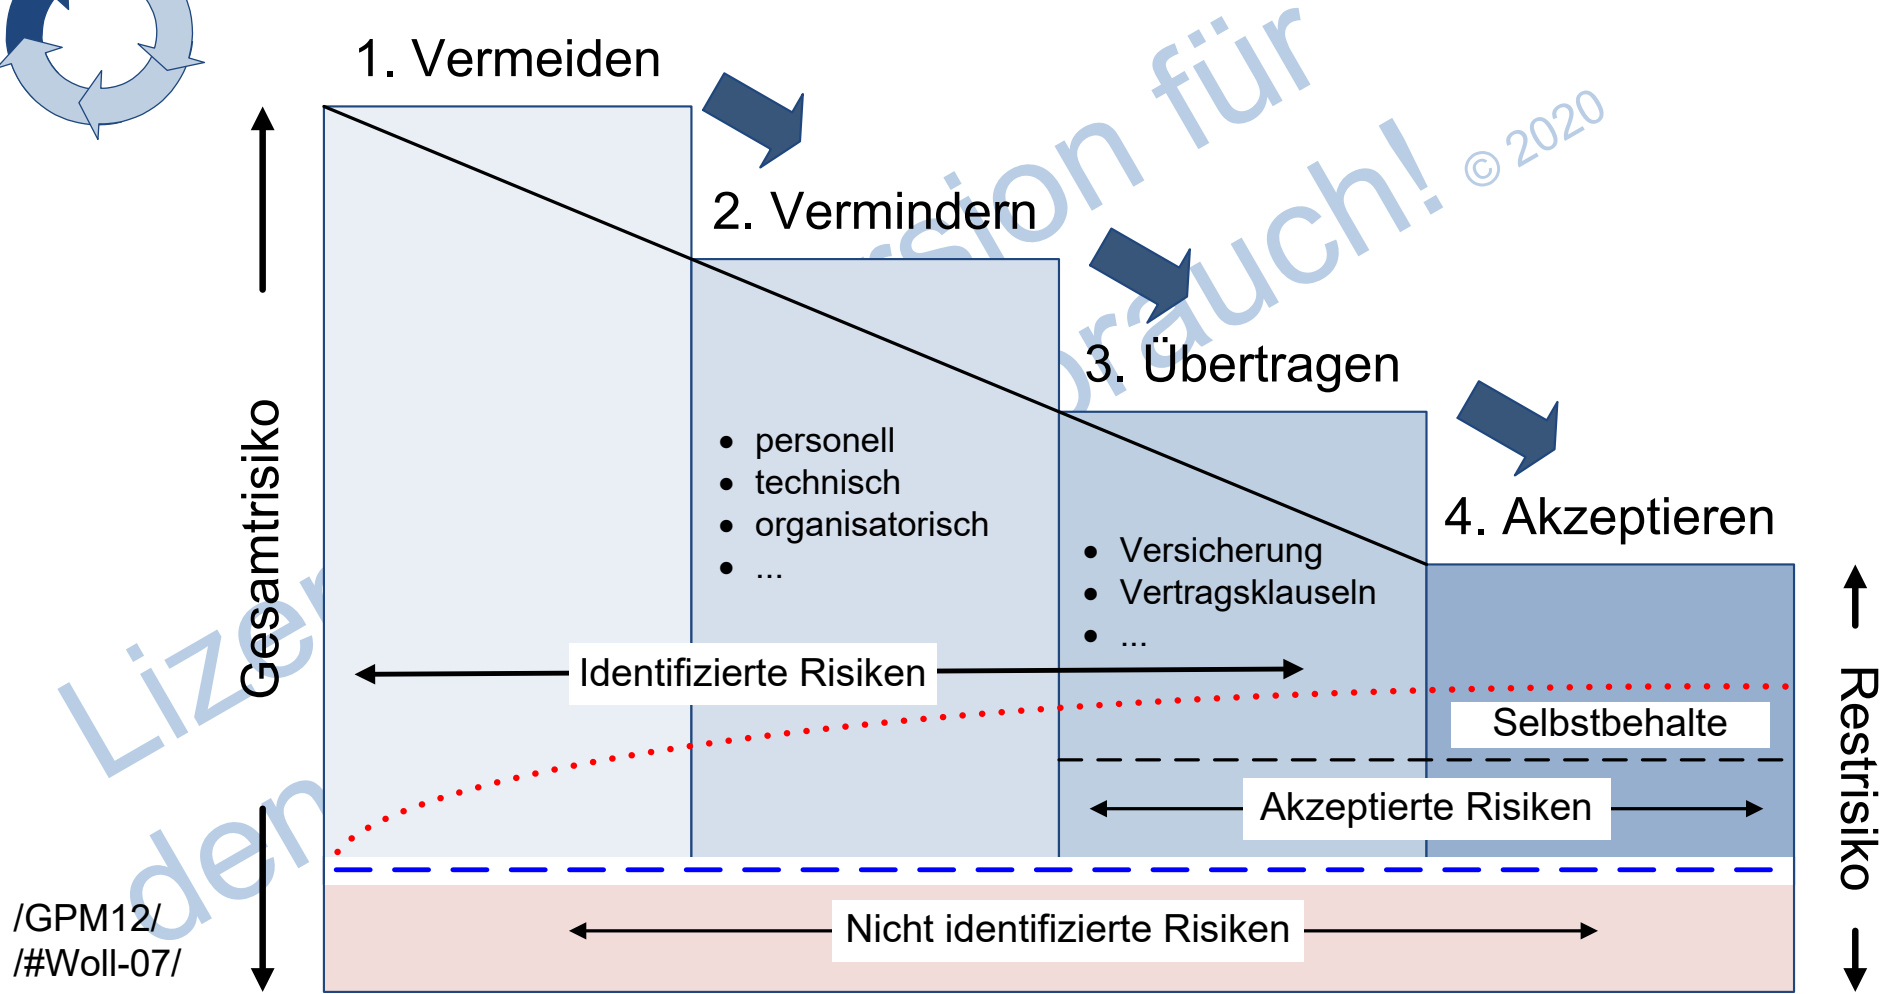 1. Vermeiden
2. Vermindern
3. Übertragen
4. Akzeptieren
Gesamtrisiko
• personell
• technisch
• organisatorisch
• ...
• Versicherung
• Vertragsklauseln
• ...
Identifizierte Risiken
Selbstbehalte
Akzeptierte Risiken
Nicht identifizierte Risiken
Restrisiko
/GPM12/
/#Woll-07/
für
© 2020